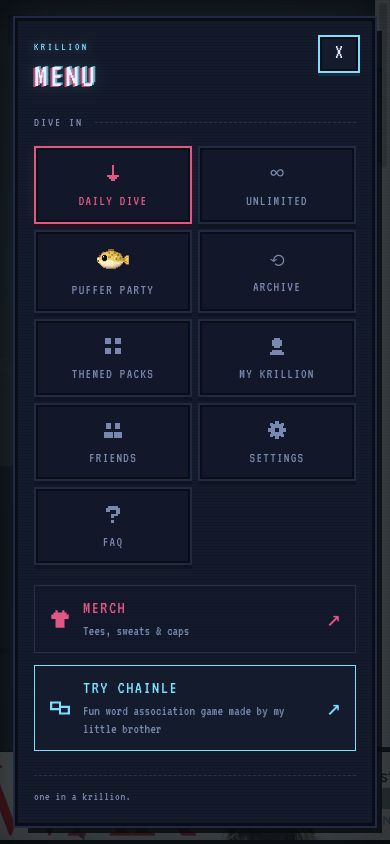 KRILLION
MENU
X
DIVE IN
DAILY DIVE
UNLIMITED
PUFFER PARTY
ARCHIVE
THEMED PACKS
MY KRILLION
FRIENDS
SETTINGS
?
FAQ
MERCH
Tees, sweats & caps
TRY CHAINLE
Fun word association game made by my
little brother
one in a krillion.